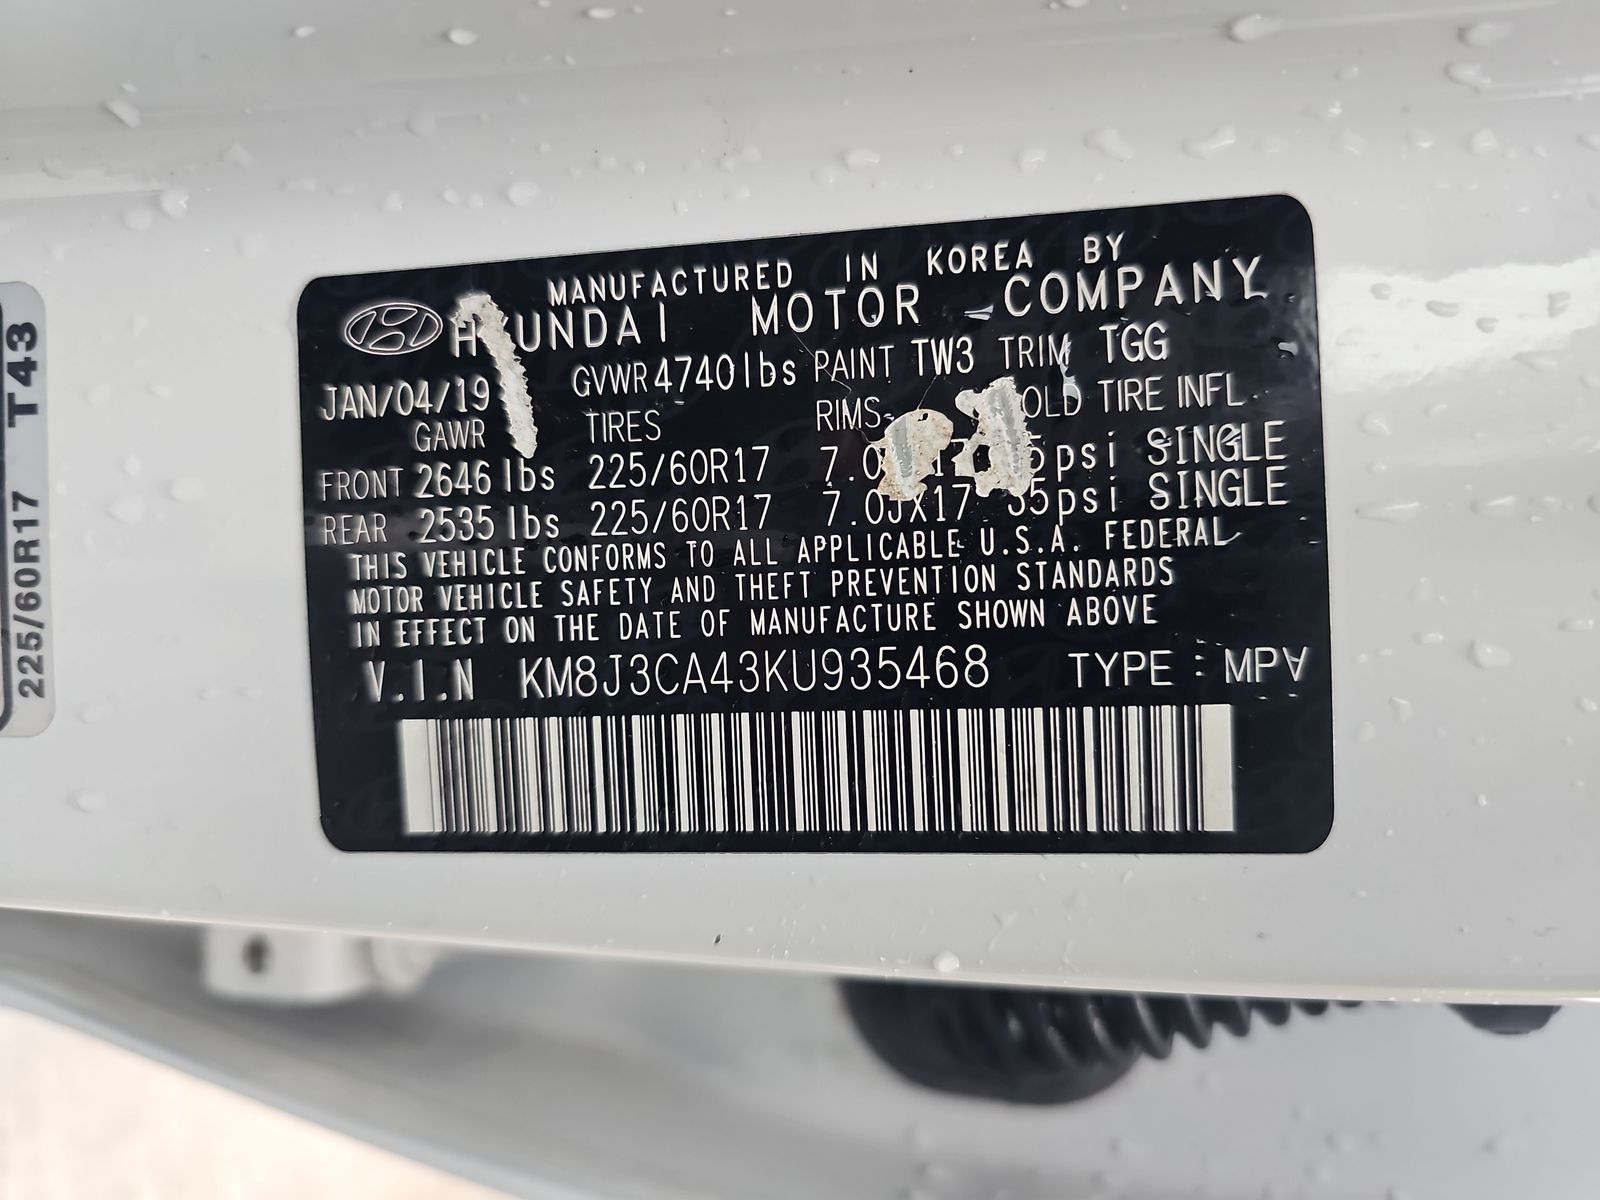 MANUFACTURED IN KOREA BY
HYUNDAI MOTOR COMPANY
JAN/04/19 GVWR 4740lbs PAINT TW3 TRIM TGG
GAWR TIRES RIMS TIRE INFL
FRONT 2646 lbs 225/60R17 psi SINGLE
REAR 2535 lbs 225/60R17 7.0JX17 35psi SINGLE
THIS VEHICLE CONFORMS TO ALL APPLICABLE U.S.A. FEDERAL
MOTOR VEHICLE SAFETY AND THEFT PREVENTION STANDARDS
IN EFFECT ON THE DATE OF MANUFACTURE SHOWN ABOVE
V.I.N KM8J3CA43KU935468 TYPE : MPV
225/60R17 T43